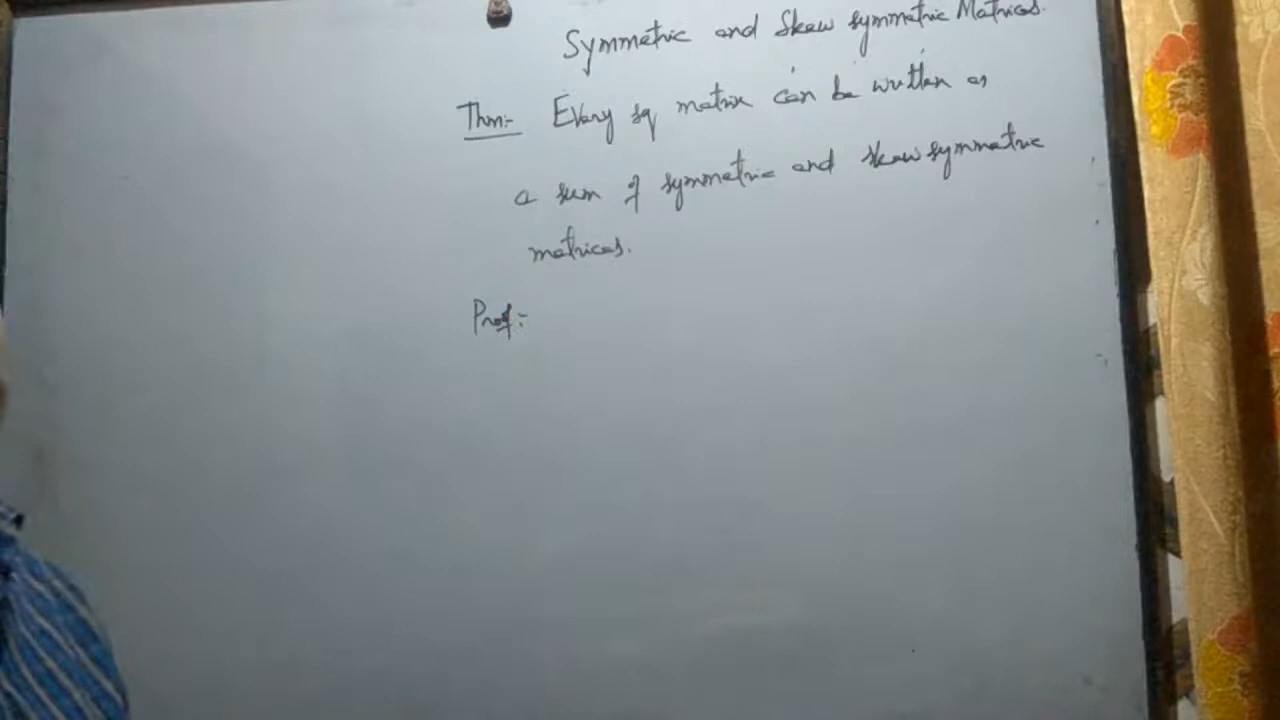 Symmetric and Skew symmetric Matrices.
Thm:- Every sq matrix can be written as
a sum of symmetric and skew symmetric
matrices.
Proof:-